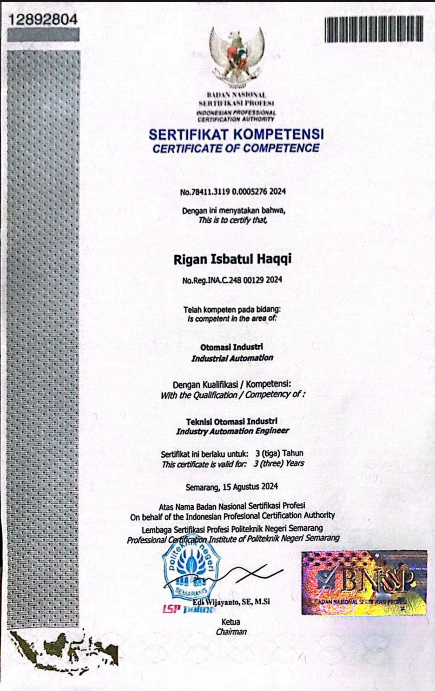 12892804
BADAN NASIONAL
SERTIFIKASI PROFESI
INDONESIAN PROFESSIONAL
CERTIFICATION AUTHORITY
SERTIFIKAT KOMPETENSI
CERTIFICATE OF COMPETENCE
No.78411.3119 0.0005276 2024
Dengan ini menyatakan bahwa,
This is to certify that,
Rigan Isbatul Haqqi
No.Reg.INA.C.248 00129 2024
Telah kompeten pada bidang:
Is competent in the area of:
Otomasi Industri
Industrial Automation
Dengan Kualifikasi / Kompetensi:
With the Qualification / Competency of :
Teknisi Otomasi Industri
Industry Automation Engineer
Sertifikat ini berlaku untuk: 3 (tiga) Tahun
This certificate is valid for: 3 (three) Years
Semarang, 15 Agustus 2024
Atas Nama Badan Nasional Sertifikasi Profesi
On behalf of the Indonesian Profesional Certification Authority
Lembaga Sertifikasi Profesi Politeknik Negeri Semarang
Professional Certification Institute of Politeknik Negeri Semarang
politeknik negeri
SEMARANG
LSP polines
Edi Wijayanto, SE, M.Si
Ketua
Chairman
BNSP
BADAN NASIONAL SERTIFIKASI PROFESI